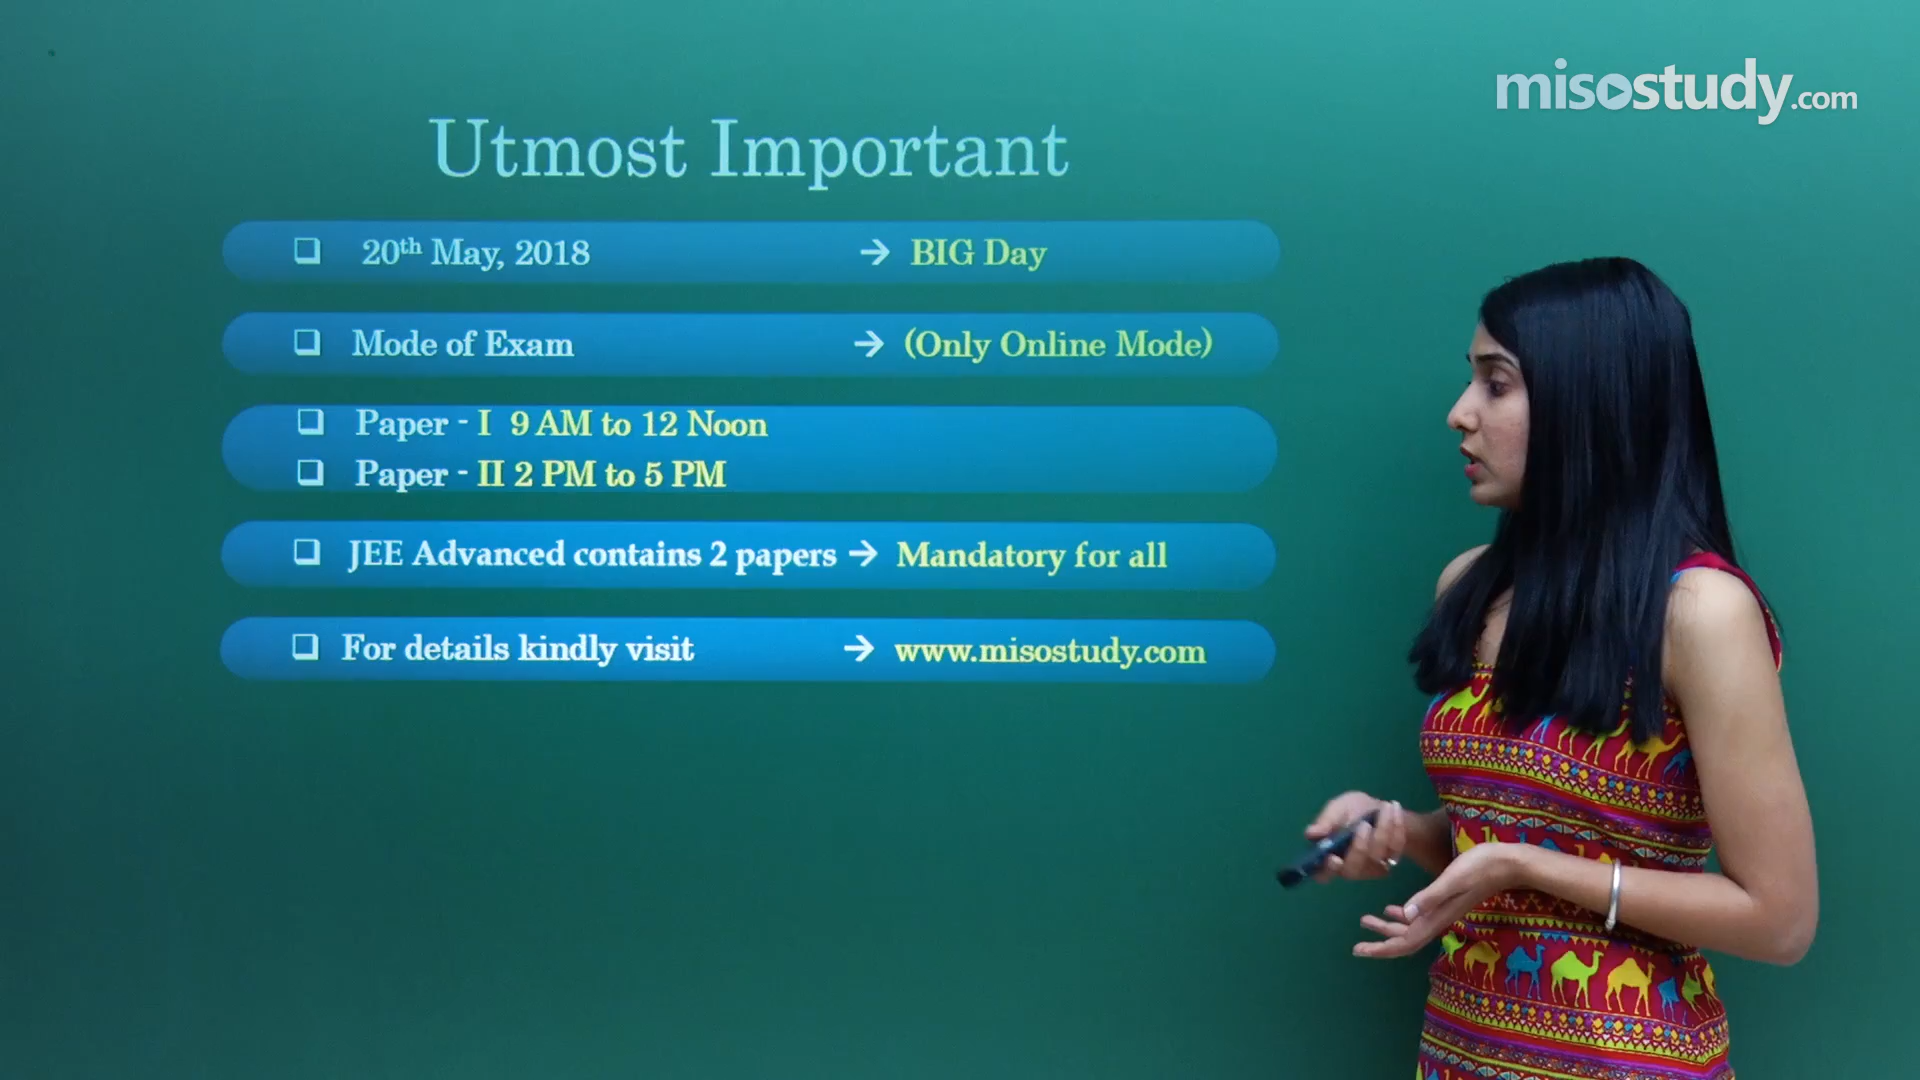 misostudy.com
Utmost Important
❑ 20th May, 2018 → BIG Day
❑ Mode of Exam → (Only Online Mode)
❑ Paper - I 9 AM to 12 Noon
❑ Paper - II 2 PM to 5 PM
❑ JEE Advanced contains 2 papers → Mandatory for all
❑ For details kindly visit → www.misostudy.com